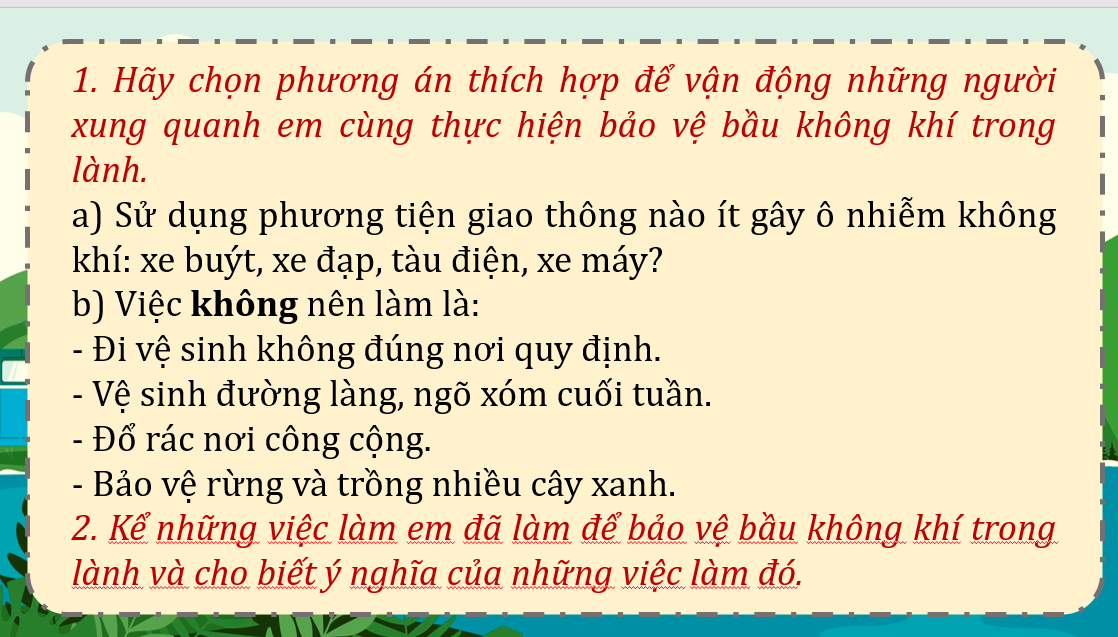 1. Hãy chọn phương án thích hợp để vận động những người
xung quanh em cùng thực hiện bảo vệ bầu không khí trong
lành.
a) Sử dụng phương tiện giao thông nào ít gây ô nhiễm không
khí: xe buýt, xe đạp, tàu điện, xe máy?
b) Việc không nên làm là:
- Đi vệ sinh không đúng nơi quy định.
- Vệ sinh đường làng, ngõ xóm cuối tuần.
- Đổ rác nơi công cộng.
- Bảo vệ rừng và trồng nhiều cây xanh.
2. Kể những việc làm em đã làm để bảo vệ bầu không khí trong
lành và cho biết ý nghĩa của những việc làm đó.